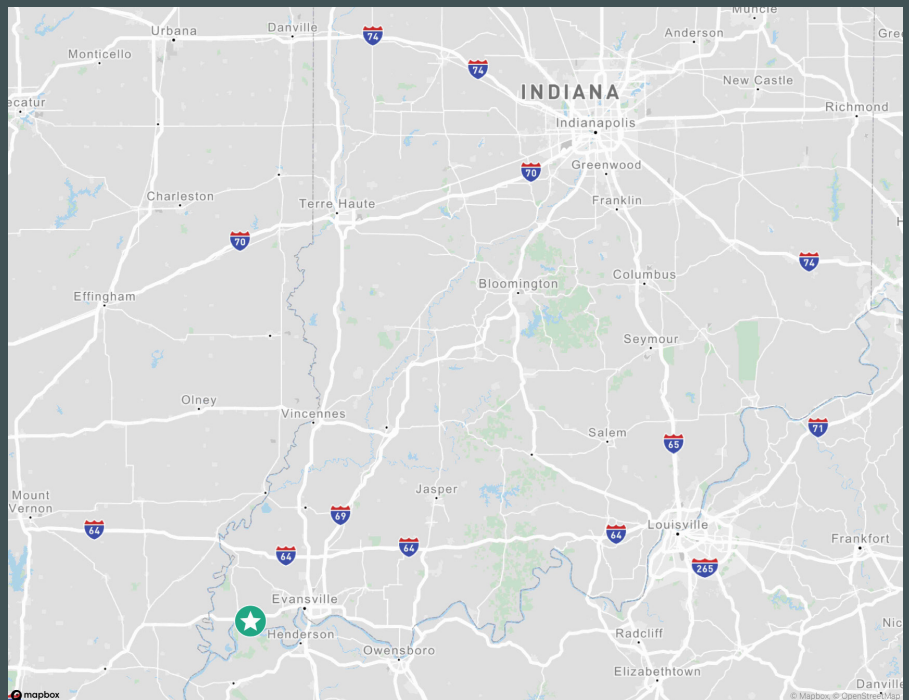 Muncie
Urbana
Danville
74
Anderson
Monticello
74
New Castle
INDIANA
ecatur
Richmond
Indianapolis
Greenwood
70
Charleston
Terre Haute
Franklin
70
74
Columbus
Bloomington
Effingham
Seymour
Olney
Vincennes
71
Salem
65
Jasper
Mount
Vernon
69
64
Louisville
64
64
64
Frankfort
265
Evansville
Henderson
Radcliff
Owensboro
Elizabethtown
Danville
mapbox
© Mapbox, © OpenStreetMap